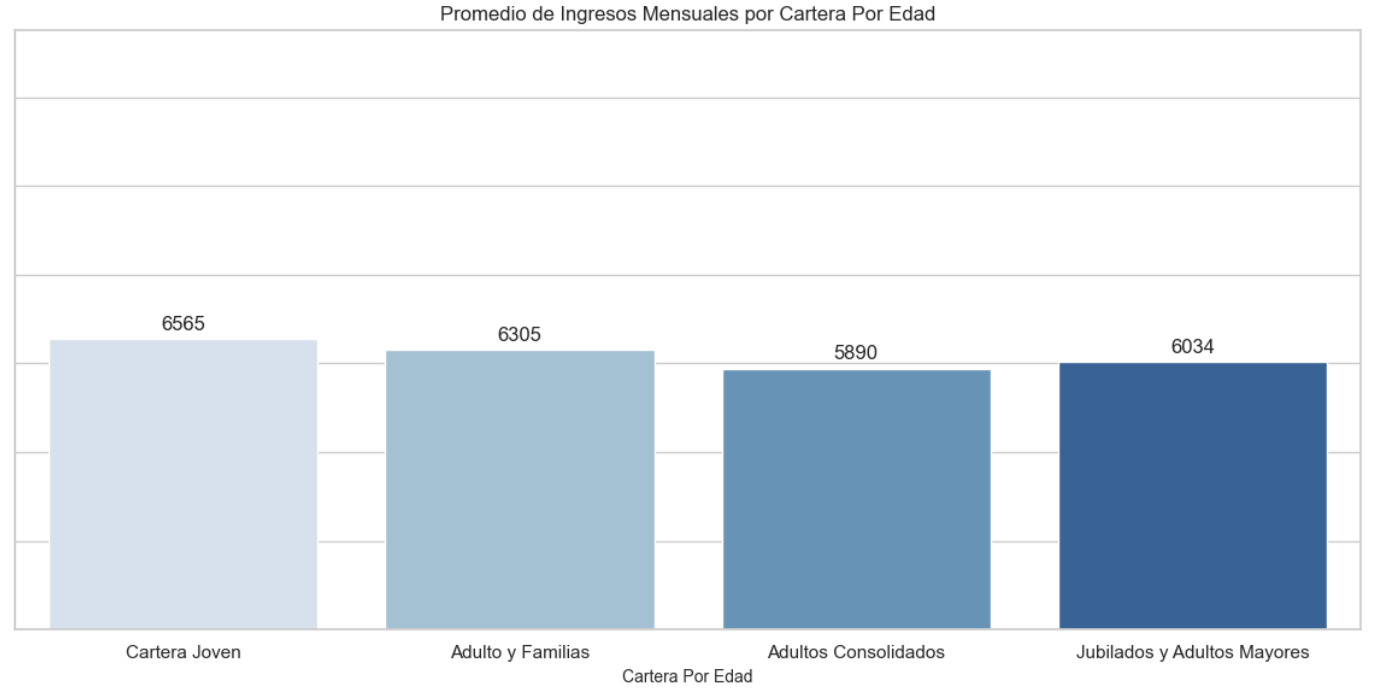 Promedio de Ingresos Mensuales por Cartera Por Edad
6565
6305
5890
6034
Cartera Joven
Adulto y Familias
Adultos Consolidados
Jubilados y Adultos Mayores
Cartera Por Edad